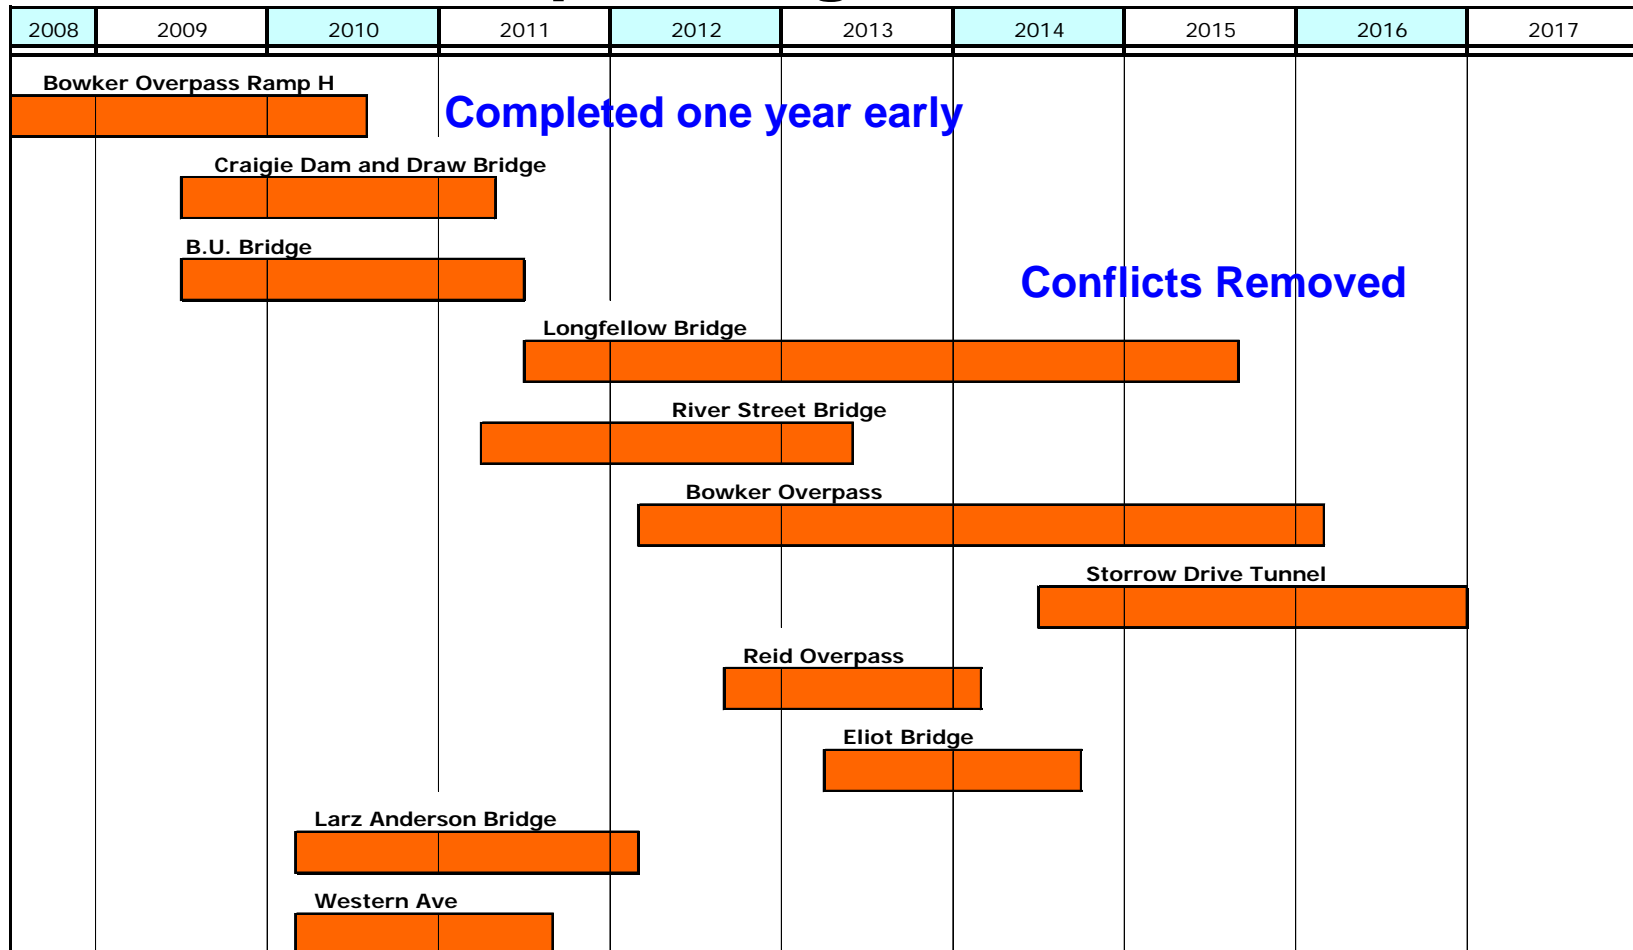 2008 2009 2010 2011 2012 2013 2014 2015 2016 2017
Bowker Overpass Ramp H
Completed one year early
Craigie Dam and Draw Bridge
B.U. Bridge
Conflicts Removed
Longfellow Bridge
River Street Bridge
Bowker Overpass
Storrow Drive Tunnel
Reid Overpass
Eliot Bridge
Larz Anderson Bridge
Western Ave